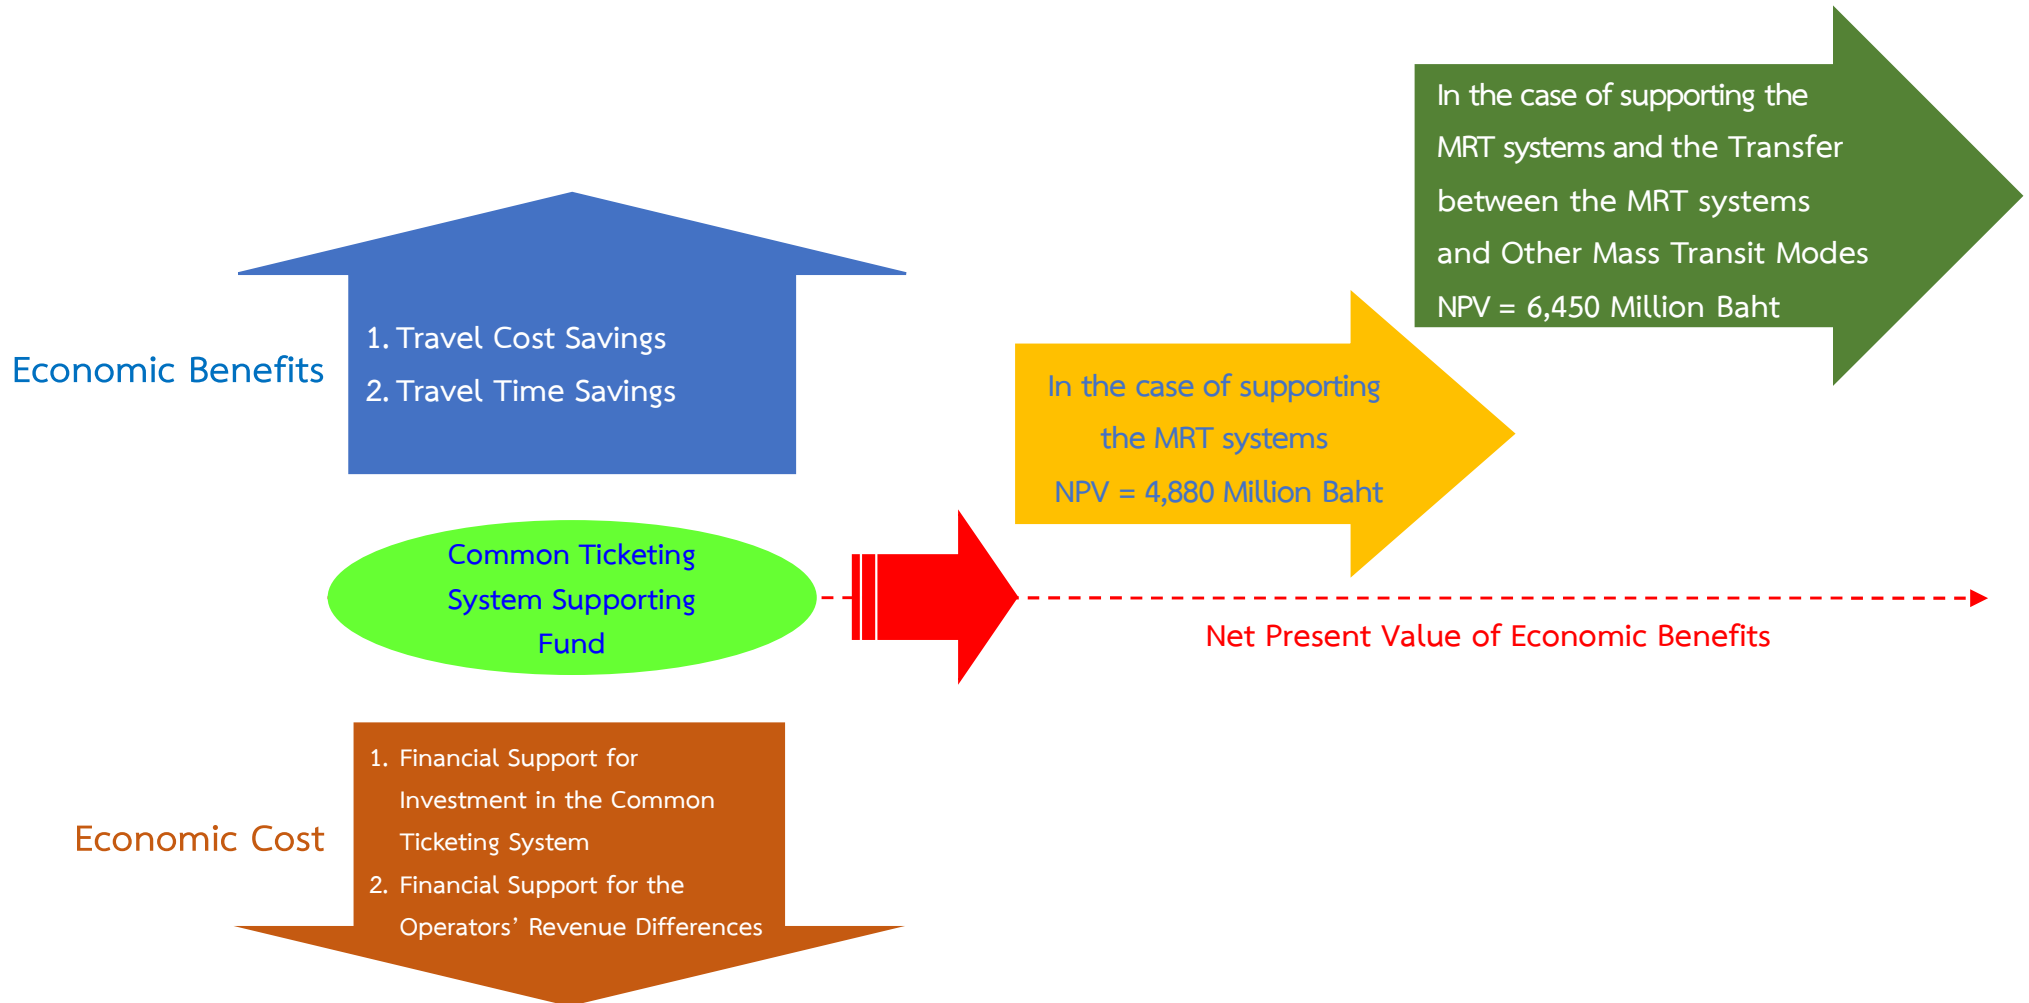 Economic Benefits
1. Travel Cost Savings
2. Travel Time Savings
In the case of supporting the
MRT systems and the Transfer
between the MRT systems
and Other Mass Transit Modes
NPV = 6,450 Million Baht
In the case of supporting
the MRT systems
NPV = 4,880 Million Baht
Common Ticketing
System Supporting
Fund
Net Present Value of Economic Benefits
Economic Cost
1. Financial Support for
Investment in the Common
Ticketing System
2. Financial Support for the
Operators’ Revenue Differences